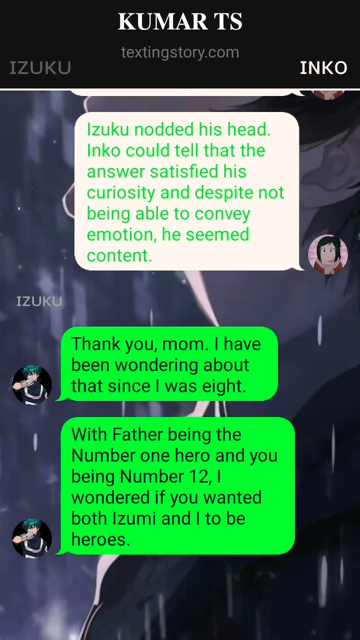 KUMAR TS
textingstory.com
IZUKU
INKO
Izuku nodded his head.
Inko could tell that the
answer satisfied his
curiosity and despite not
being able to convey
emotion, he seemed
content.
IZUKU
Thank you, mom. I have
been wondering about
that since I was eight.
With Father being the
Number one hero and you
being Number 12, I
wondered if you wanted
both Izumi and I to be
heroes.